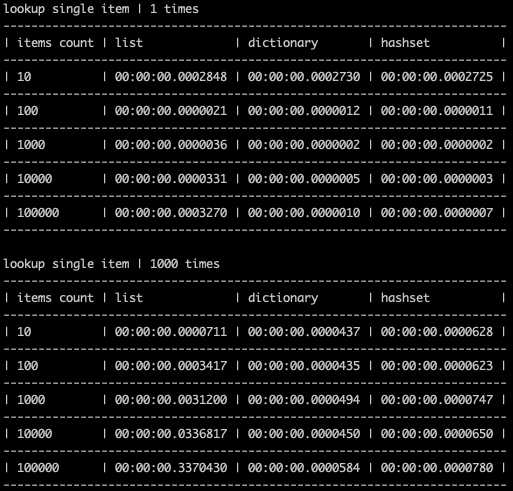 lookup single item | 1 times
----------------------------------------------------------------------
| items count | list             | dictionary       | hashset          |
----------------------------------------------------------------------
| 10          | 00:00:00.0002848 | 00:00:00.0002730 | 00:00:00.0002725 |
----------------------------------------------------------------------
| 100         | 00:00:00.0000021 | 00:00:00.0000012 | 00:00:00.0000011 |
----------------------------------------------------------------------
| 1000        | 00:00:00.0000036 | 00:00:00.0000002 | 00:00:00.0000002 |
----------------------------------------------------------------------
| 10000       | 00:00:00.0000331 | 00:00:00.0000005 | 00:00:00.0000003 |
----------------------------------------------------------------------
| 100000      | 00:00:00.0003270 | 00:00:00.0000010 | 00:00:00.0000007 |
----------------------------------------------------------------------
lookup single item | 1000 times
----------------------------------------------------------------------
| items count | list             | dictionary       | hashset          |
----------------------------------------------------------------------
| 10          | 00:00:00.0000711 | 00:00:00.0000437 | 00:00:00.0000628 |
----------------------------------------------------------------------
| 100         | 00:00:00.0003417 | 00:00:00.0000435 | 00:00:00.0000623 |
----------------------------------------------------------------------
| 1000        | 00:00:00.0031200 | 00:00:00.0000494 | 00:00:00.0000747 |
----------------------------------------------------------------------
| 10000       | 00:00:00.0336817 | 00:00:00.0000450 | 00:00:00.0000650 |
----------------------------------------------------------------------
| 100000      | 00:00:00.3370430 | 00:00:00.0000584 | 00:00:00.0000780 |
----------------------------------------------------------------------